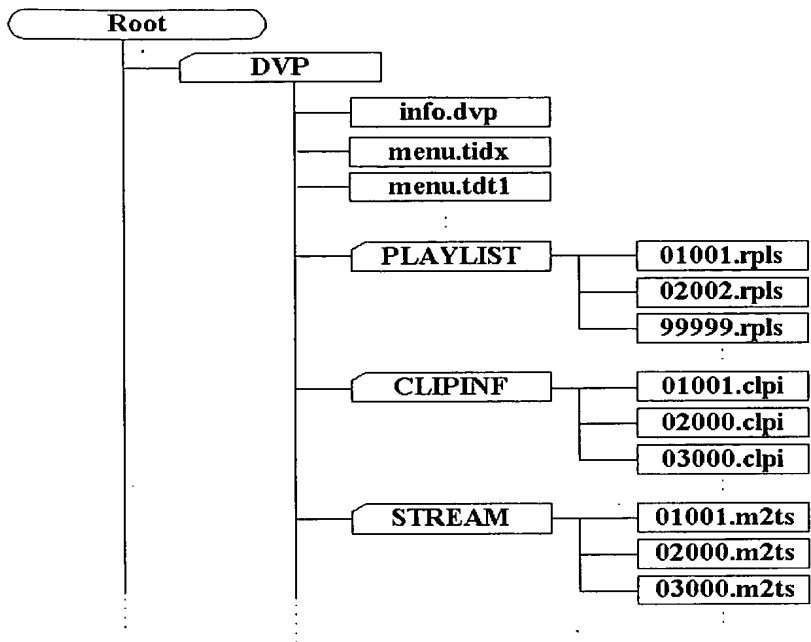 Root
DVP
info.dvp
menu.tidx
menu.tdt1
PLAYLIST
01001.rpls
02002.rpls
99999.rpls
CLIPINF
01001.clpi
02000.clpi
03000.clpi
STREAM
01001.m2ts
02000.m2ts
03000.m2ts